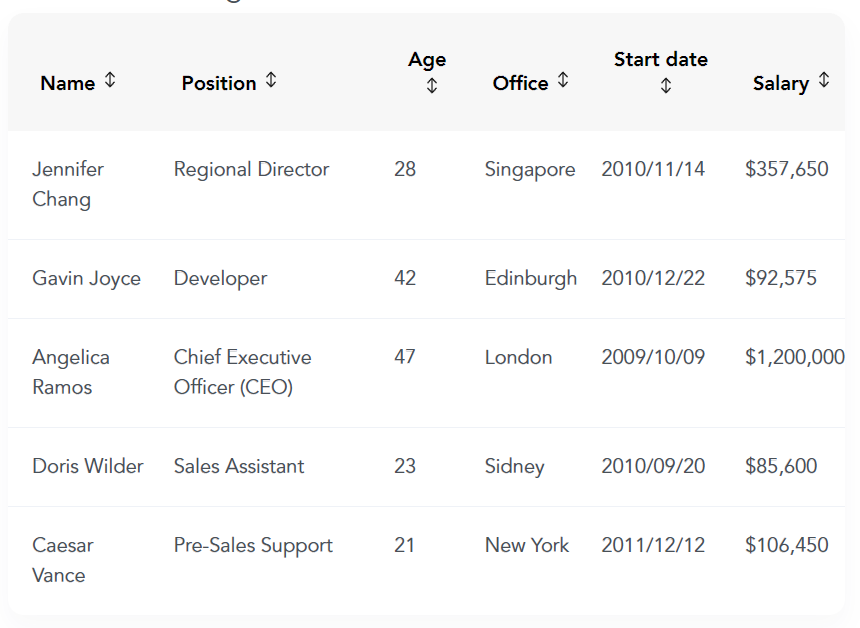 Name Position Age Office Start date Salary
Jennifer Chang Regional Director 28 Singapore 2010/11/14 $357,650
Gavin Joyce Developer 42 Edinburgh 2010/12/22 $92,575
Angelica Ramos Chief Executive Officer (CEO) 47 London 2009/10/09 $1,200,000
Doris Wilder Sales Assistant 23 Sidney 2010/09/20 $85,600
Caesar Vance Pre-Sales Support 21 New York 2011/12/12 $106,450